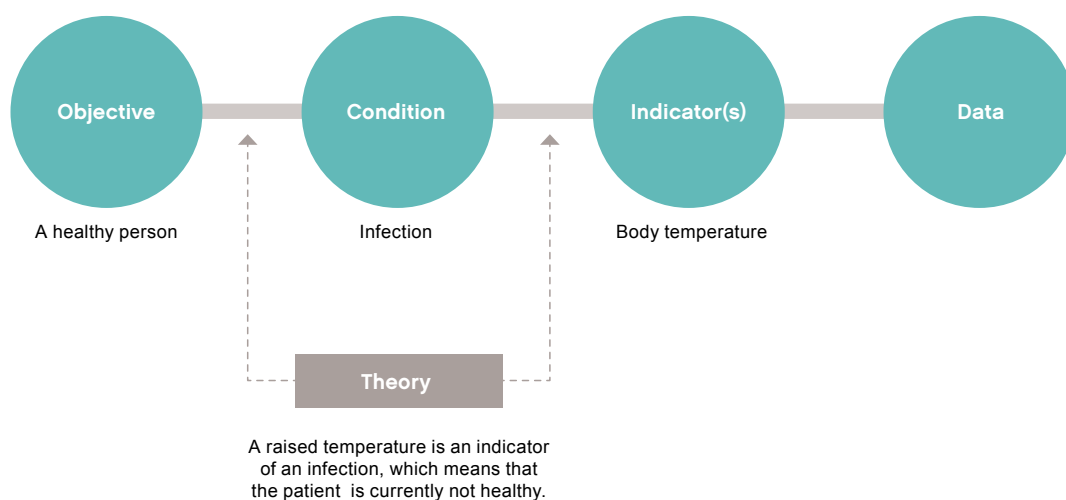 Objective
Condition
Indicator(s)
Data
A healthy person
Infection
Body temperature
Theory
A raised temperature is an indicator
of an infection, which means that
the patient is currently not healthy.